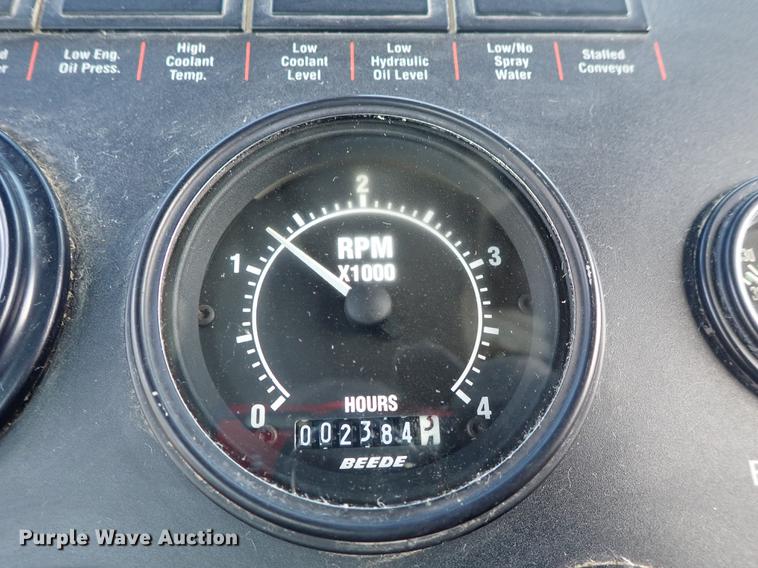 Low Eng.
Oil Press.
High
Coolant
Temp.
Low
Coolant
Level
Low
Hydraulic
Oil Level
Low/No
Spray
Water
Stalled
Conveyor
2
RPM
X1000
1
3
0
4
HOURS
002384
BEEDE
Purple Wave Auction